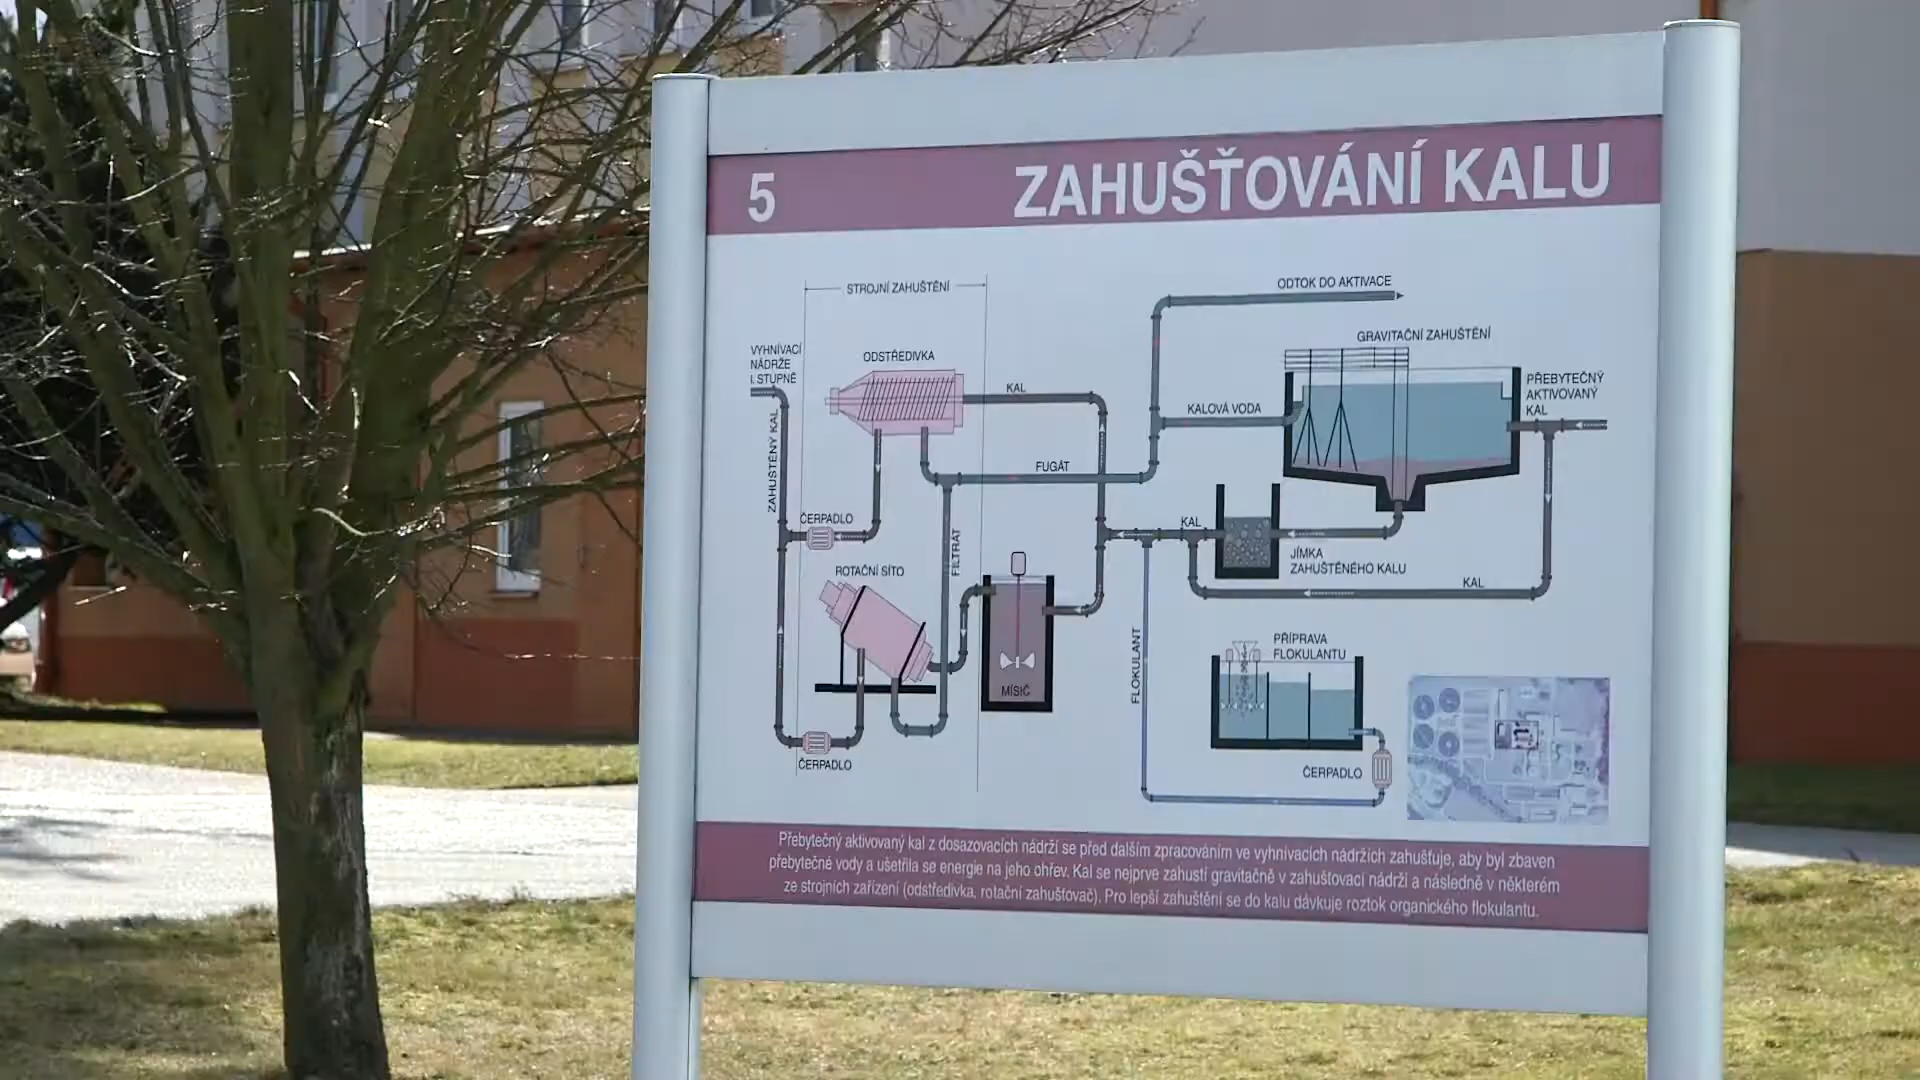 5
ZAHUŠŤOVÁNÍ KALU
ODTOK DO AKTIVACE
STROJNÍ ZAHUŠTĚNÍ
GRAVITAČNÍ ZAHUŠTĚNÍ
VYHNÍVACÍ
NÁDRŽE
I. STUPNĚ
ODSTŘEDIVKA
KAL
KALOVÁ VODA
PŘEBYTEČNÝ
AKTIVOVANÝ
KAL
ZAHUŠTĚNÝ KAL
FUGÁT
ČERPADLO
KAL
FILTRÁT
JÍMKA
ZAHUŠTĚNÉHO KALU
ROTAČNÍ SÍTO
KAL
PŘÍPRAVA
FLOKULANTU
FLOKULANT
MÍSIČ
ČERPADLO
ČERPADLO
Přebytečný aktivovaný kal z dosazovacích nádrží se před dalším zpracováním ve vyhnívacích nádržích zahušťuje, aby byl zbaven
přebytečné vody a ušetřila se energie na jeho ohřev. Kal se nejprve zahustí gravitačně v zahušťovací nádrži a následně v některém
ze strojních zařízení (odstředivka, rotační zahušťovač). Pro lepší zahuštění se do kalu dávkuje roztok organického flokulantu.